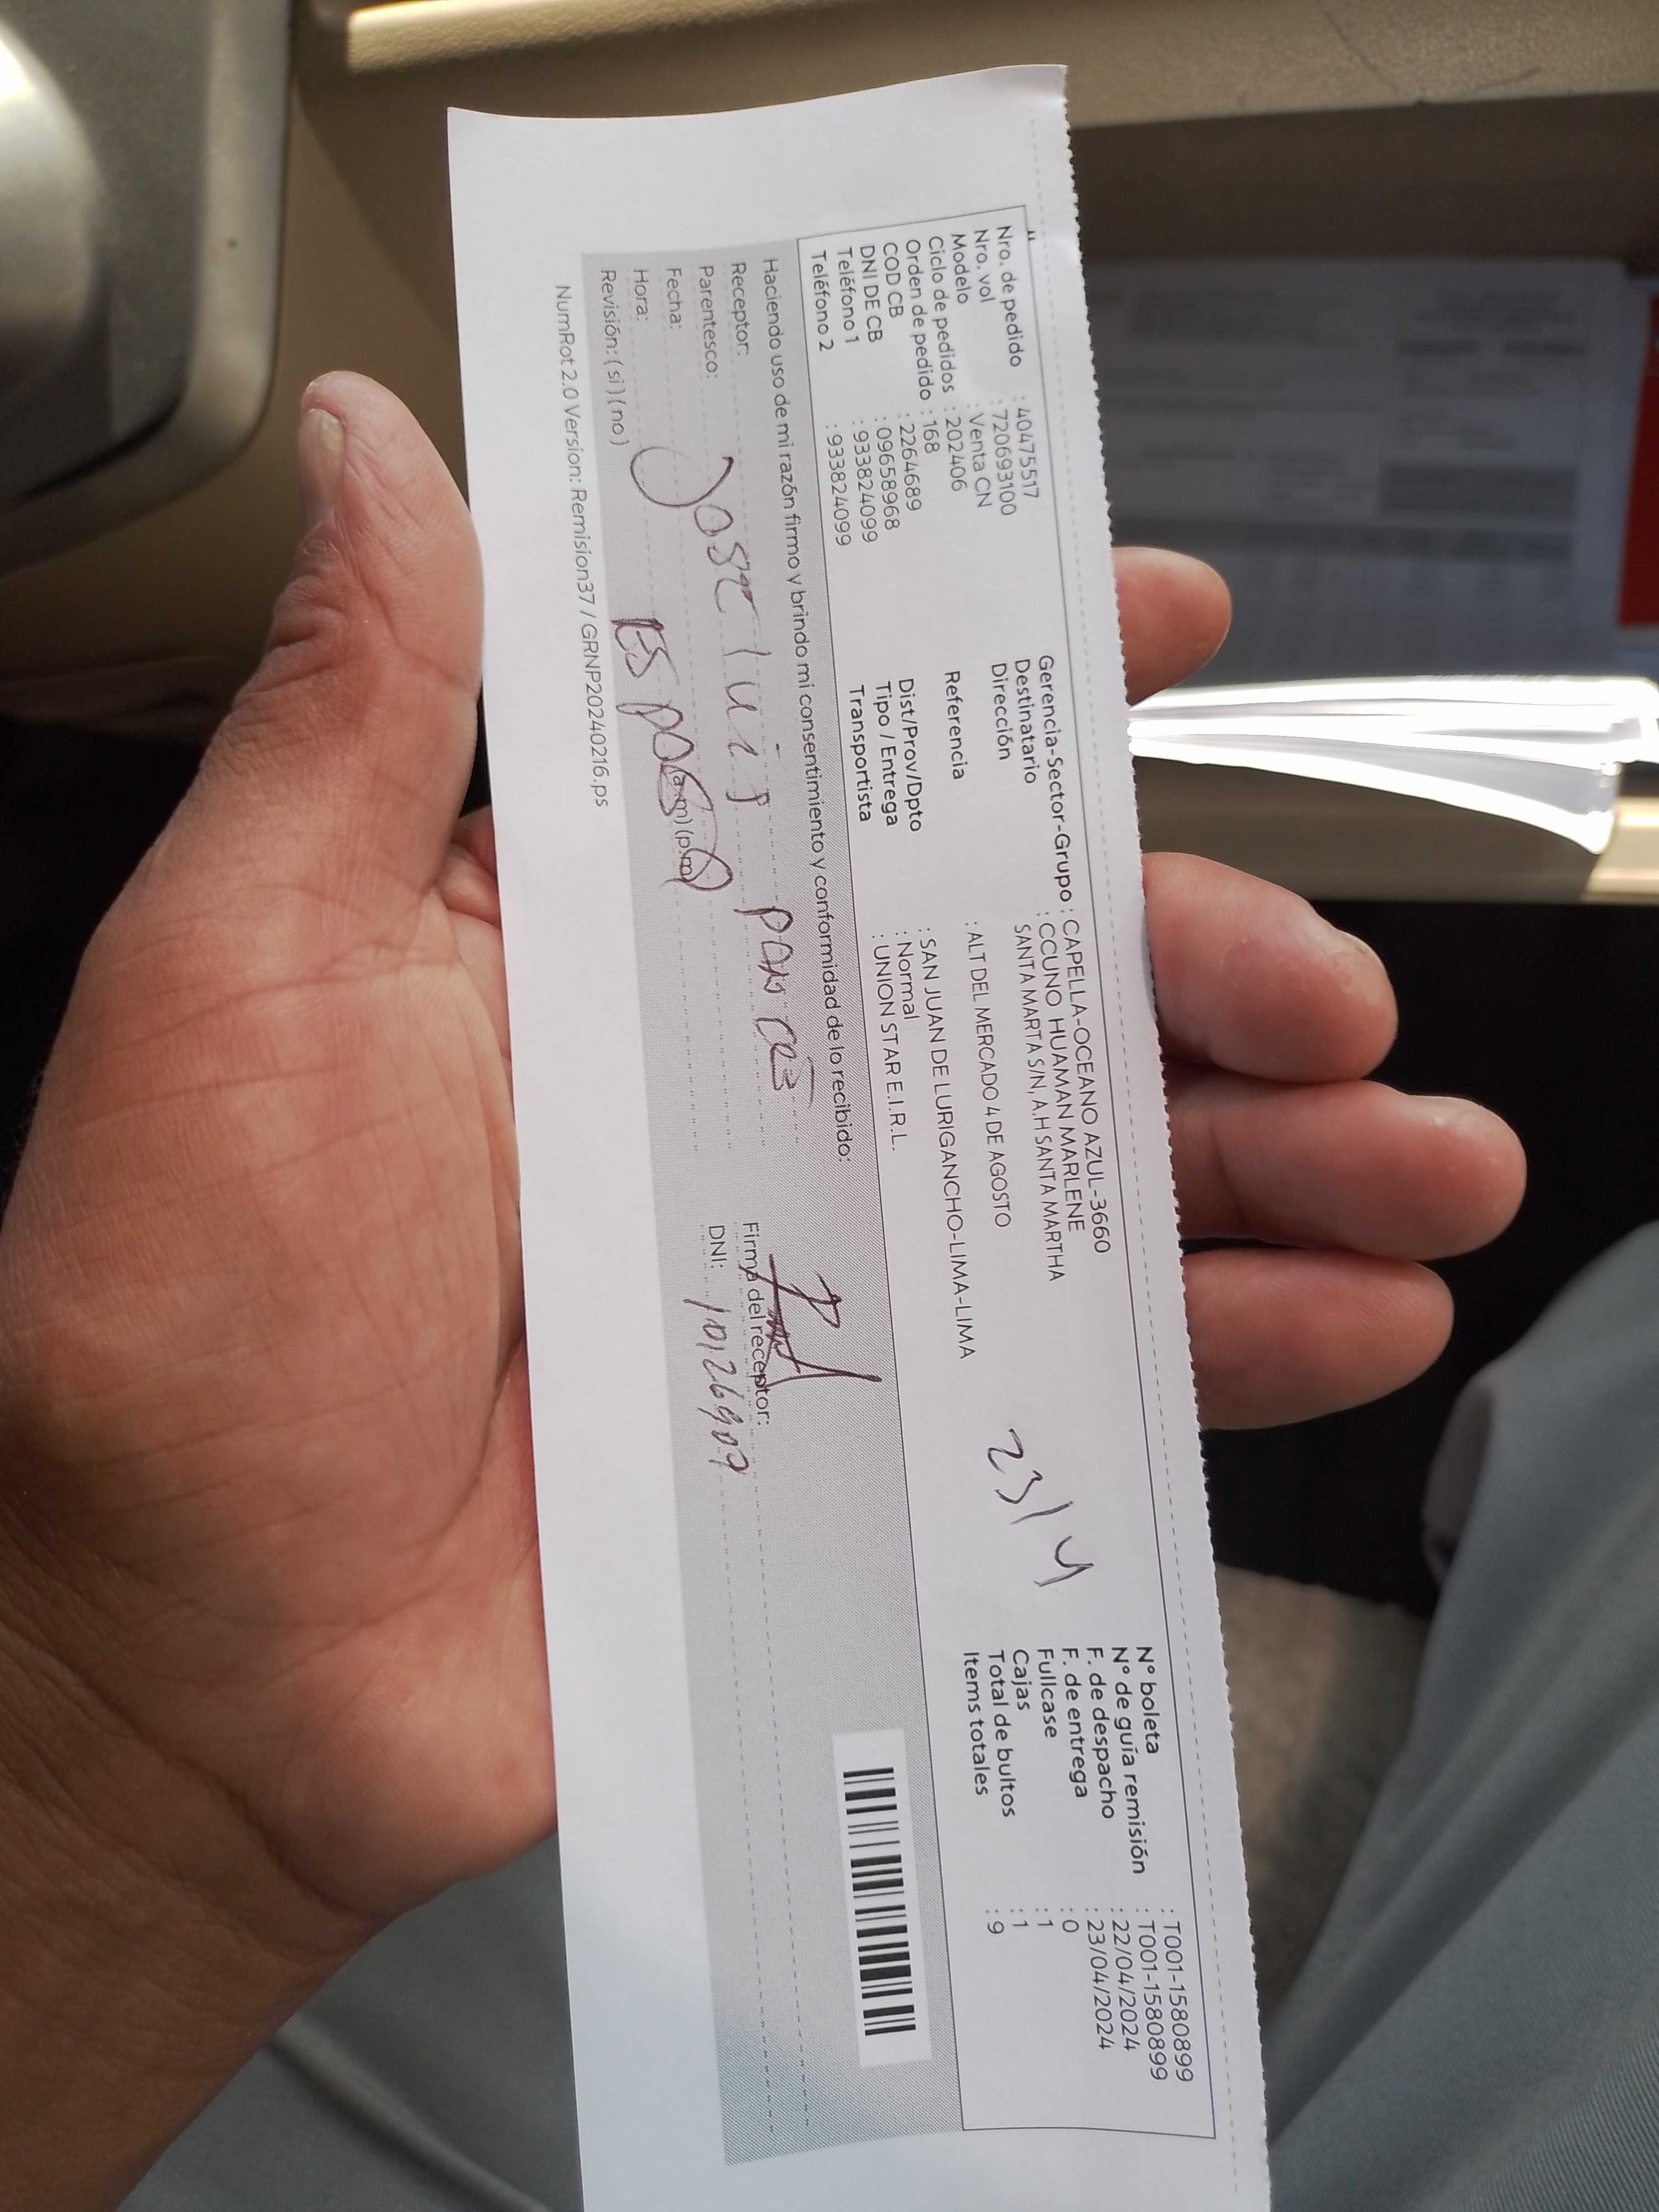 Nro. de pedido : 40475517
Nro. vol : 720693100
Modelo : Venta CN
Ciclo de pedidos : 202406
Orden de pedido : 168
COD CB : 2264689
DNI DE CB : 09658968
Teléfono 1 : 933824099
Teléfono 2 : 933824099
Gerencia-Sector-Grupo : CAPELLA-OCEANO AZUL-3660
Destinatario : CCUNO HUAMAN MARLENE
Dirección SANTA MARTA S/N, A.H SANTA MARTHA
Referencia : ALT DEL MERCADO 4 DE AGOSTO
Dist/Prov/Dpto : SAN JUAN DE LURIGANCHO-LIMA-LIMA
Tipo / Entrega : Normal
Transportista : UNION STAR E.I.R.L.
23/4
N° boleta : T001-1580899
N° de guía remisión : T001-1580899
F. de despacho : 22/04/2024
F. de entrega : 23/04/2024
Fullcase : 0
Cajas : 1
Total de bultos : 1
Items totales : 9
Haciendo uso de mi razón firmo y brindo mi consentimiento y conformidad de lo recibido:
Receptor: Jose Luis
Parentesco: Esposo
Fecha:
Hora: (a.m) (p.m)
Revisión: ( si ) ( no )
Firma del receptor:
DNI: 10126907
NumRot 2.0 Version: Remision37 / GRNP20240216.ps